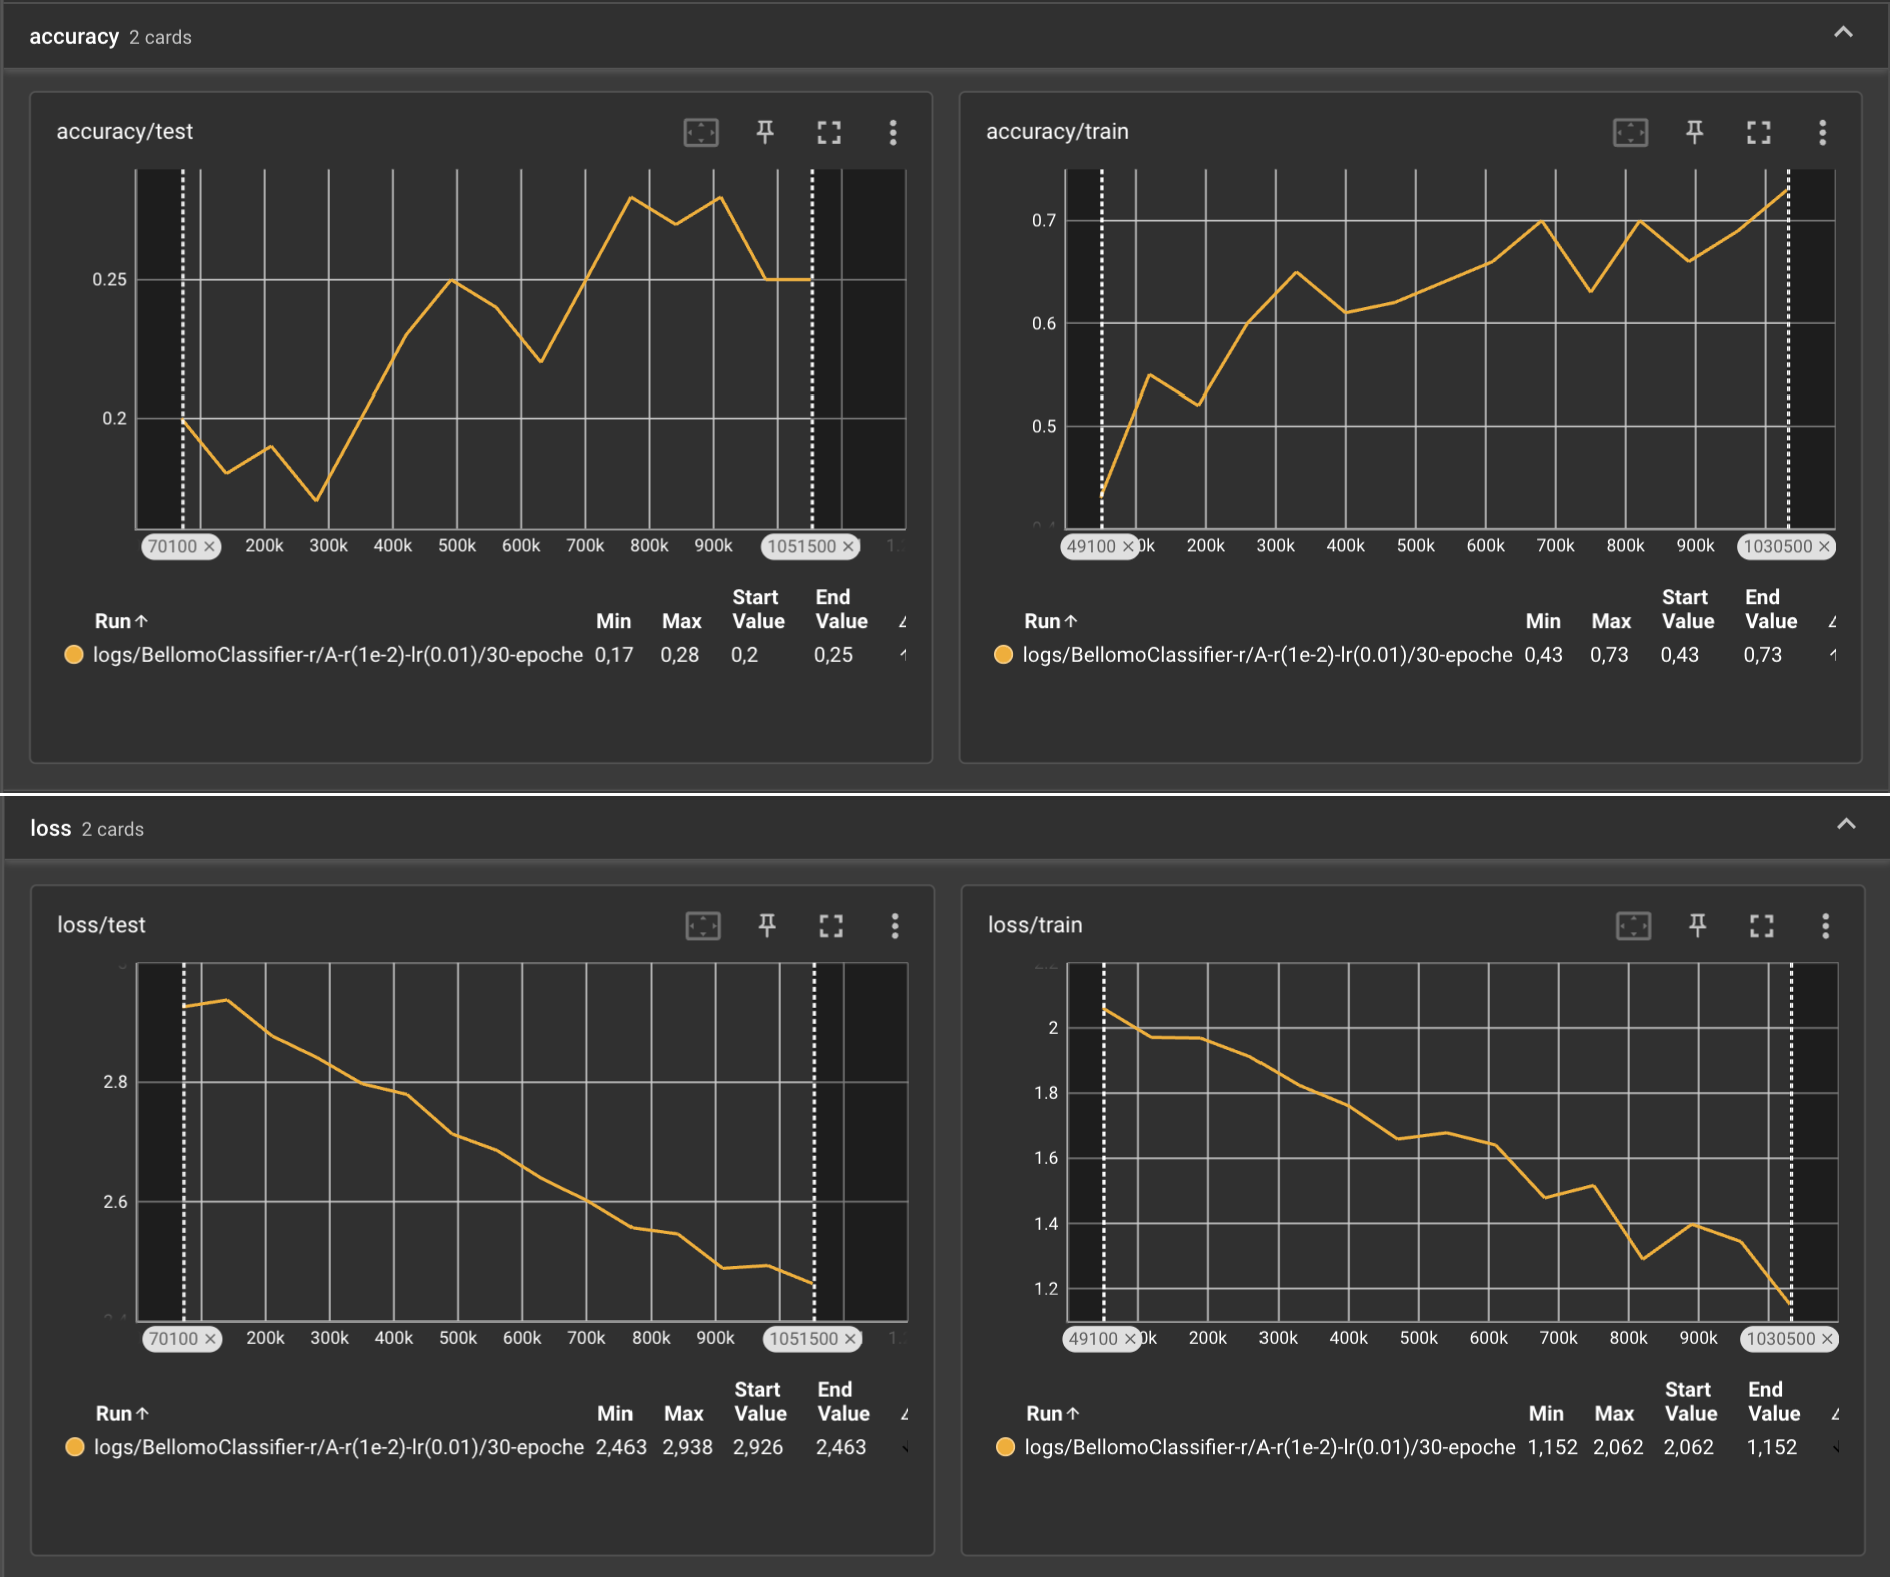 accuracy 2 cards
accuracy/test
0.25
0.2
70100 × 200k 300k 400k 500k 600k 700k 800k 900k 1051500 ×
Run↑ Min Max Start Value End Value
logs/BellomoClassifier-r/A-r(1e-2)-lr(0.01)/30-epoche 0,17 0,28 0,2 0,25
accuracy/train
0.7
0.6
0.5
49100 × 0k 200k 300k 400k 500k 600k 700k 800k 900k 1030500 ×
Run↑ Min Max Start Value End Value
logs/BellomoClassifier-r/A-r(1e-2)-lr(0.01)/30-epoche 0,43 0,73 0,43 0,73
loss 2 cards
loss/test
2.8
2.6
70100 × 200k 300k 400k 500k 600k 700k 800k 900k 1051500 ×
Run↑ Min Max Start Value End Value
logs/BellomoClassifier-r/A-r(1e-2)-lr(0.01)/30-epoche 2,463 2,938 2,926 2,463
loss/train
2.2
2
1.8
1.6
1.4
1.2
49100 × 0k 200k 300k 400k 500k 600k 700k 800k 900k 1030500 ×
Run↑ Min Max Start Value End Value
logs/BellomoClassifier-r/A-r(1e-2)-lr(0.01)/30-epoche 1,152 2,062 2,062 1,152